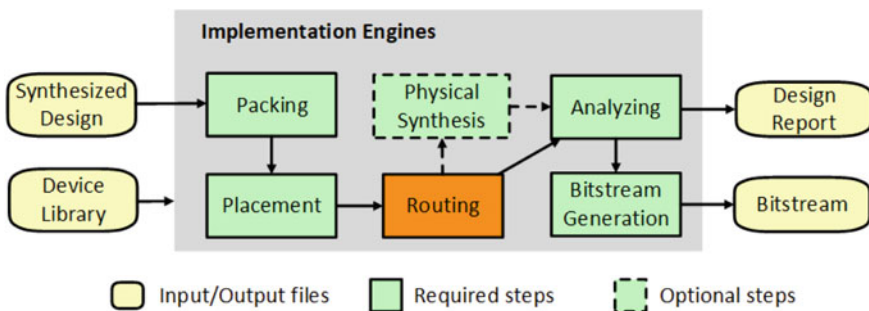 Implementation Engines
Synthesized
Design
Packing
Physical
Synthesis
Analyzing
Design
Report
Device
Library
Placement
Routing
Bitstream
Generation
Bitstream
Input/Output files
Required steps
Optional steps